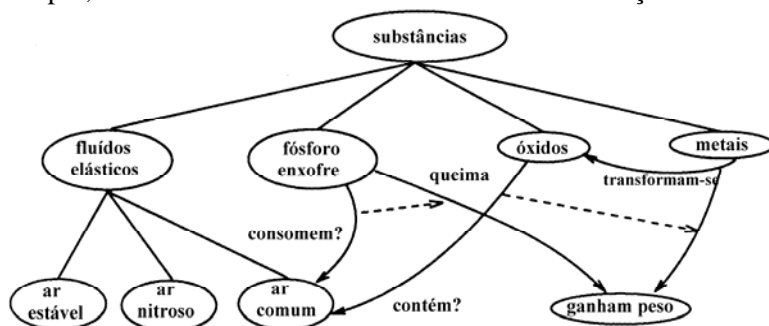 substâncias
fluídos
elásticos
fósforo
enxofre
óxidos
metais
queima
transformam-se
consomem?
ar
estável
ar
nitroso
ar
comum
contém?
ganham peso